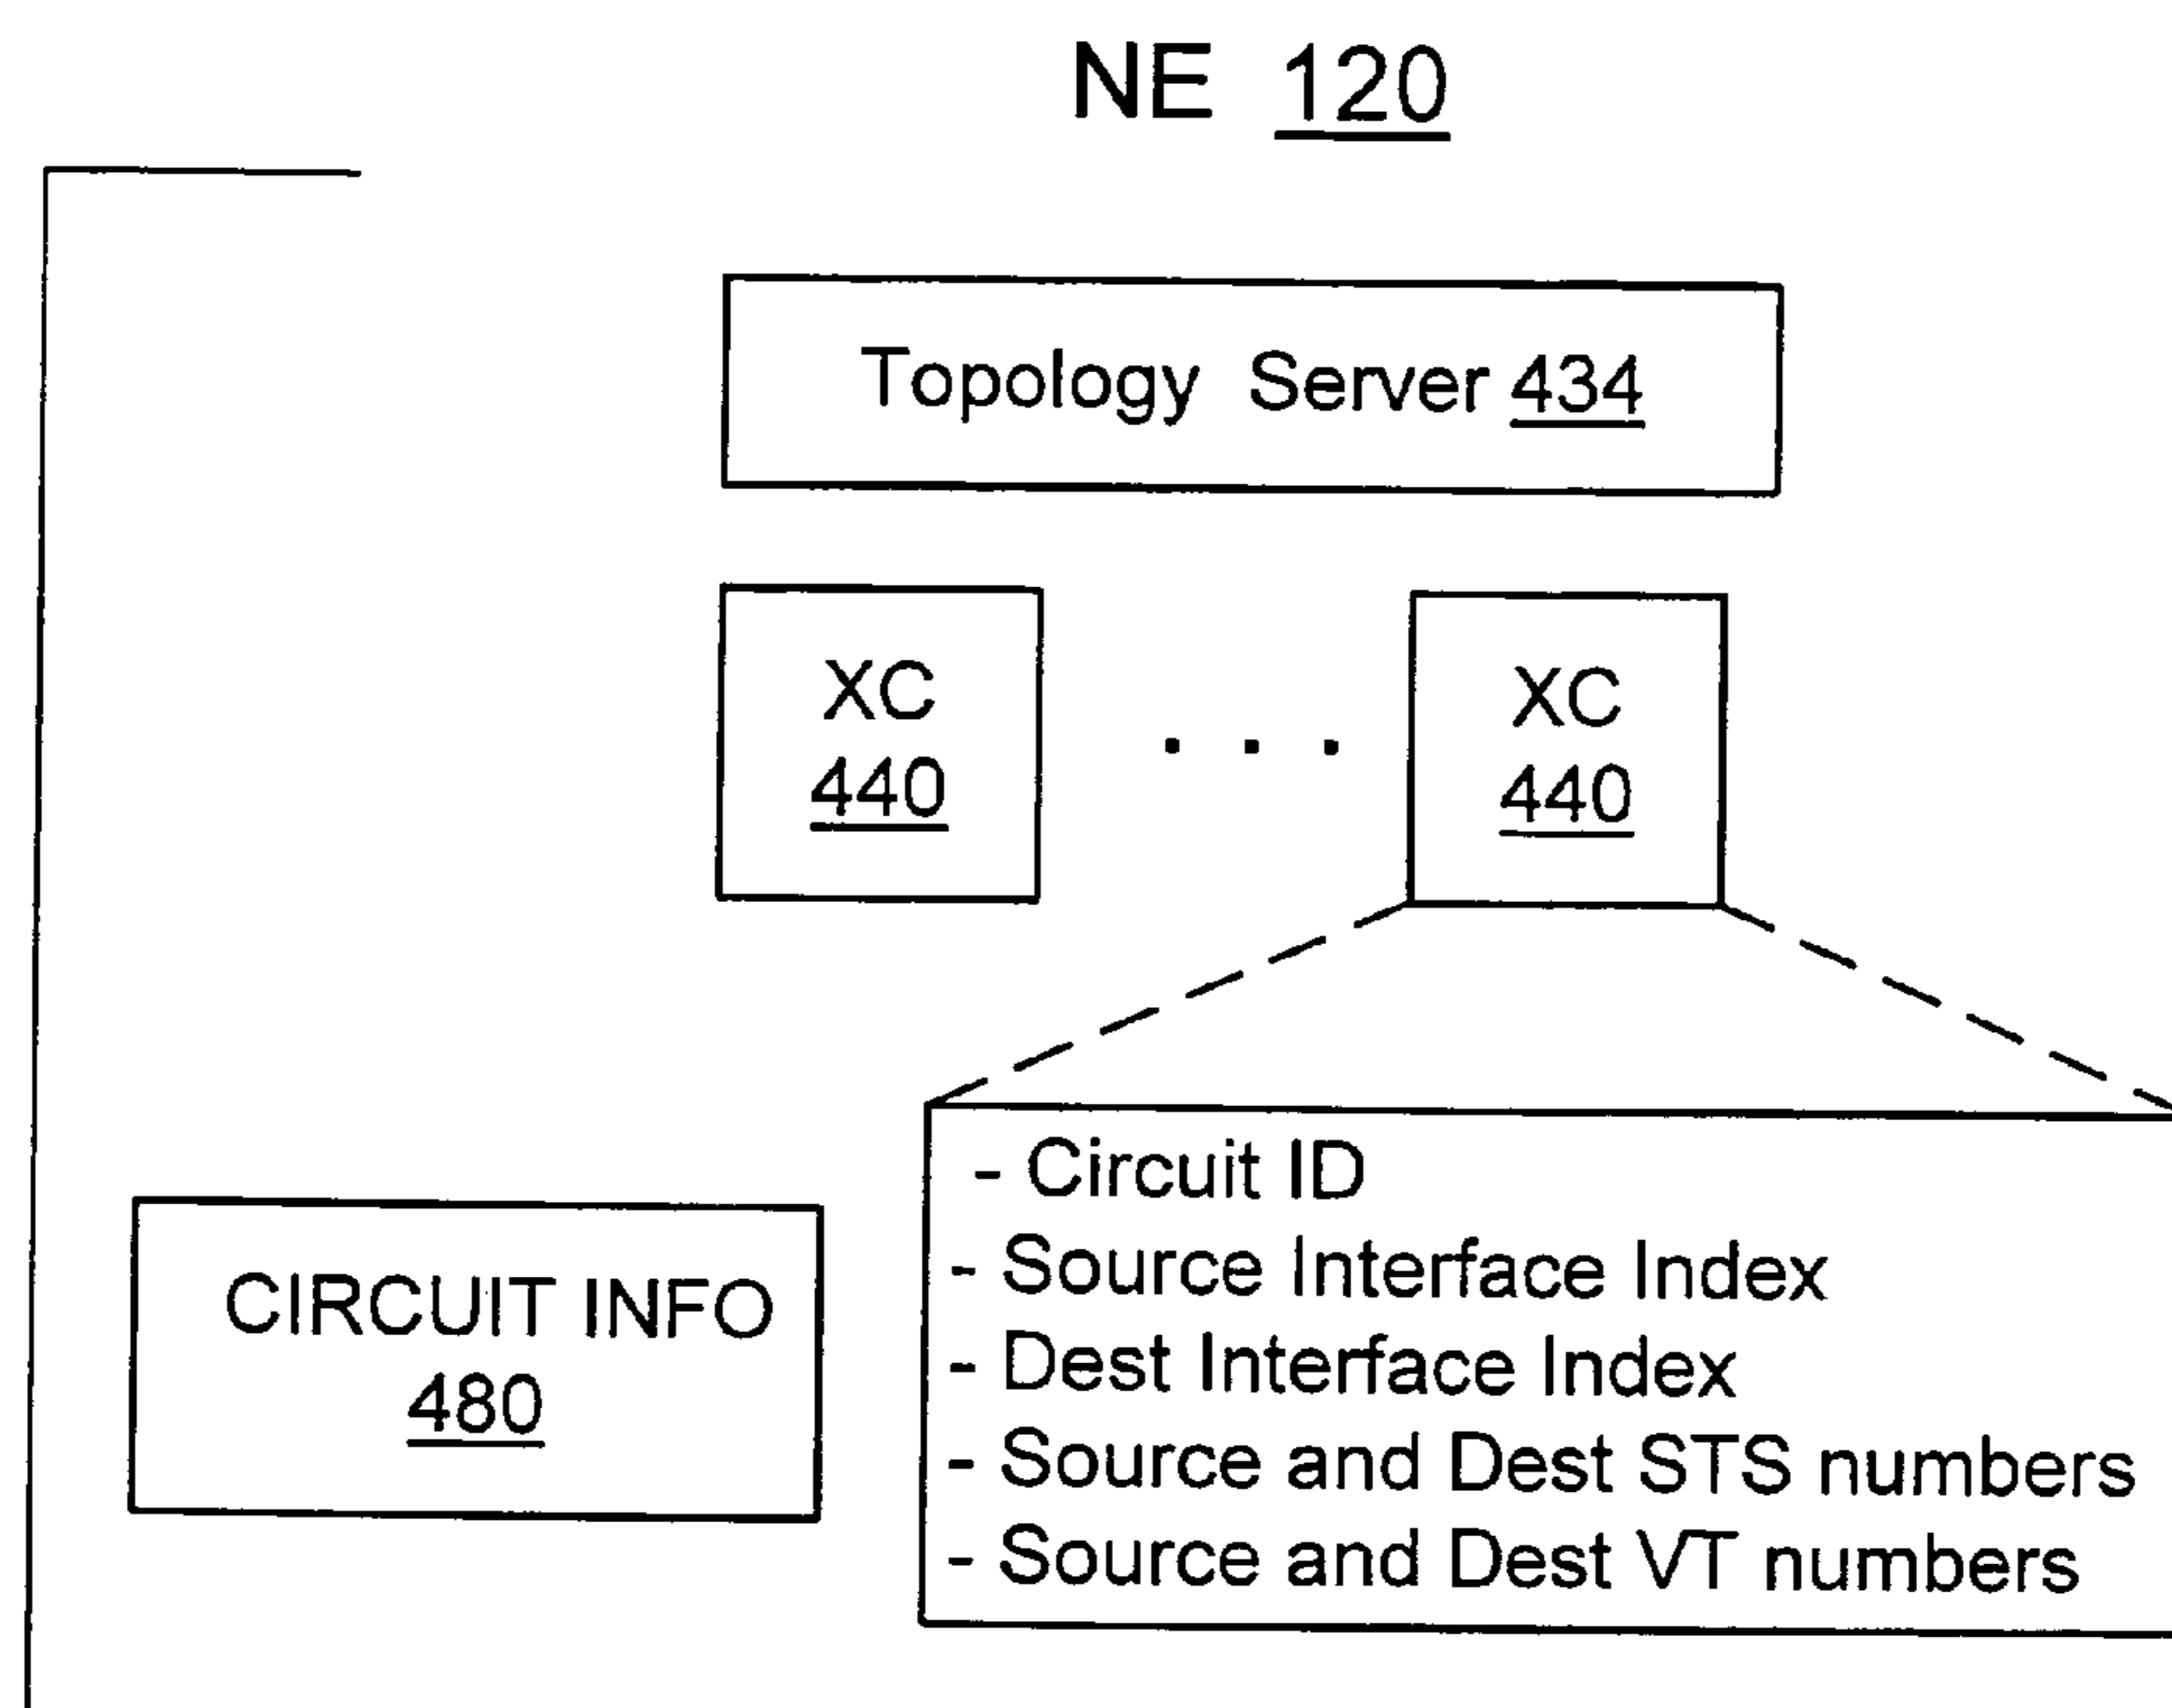 NE 120
Topology Server 434
XC
440
. . .
XC
440
CIRCUIT INFO
480
- Circuit ID
- Source Interface Index
- Dest Interface Index
- Source and Dest STS numbers
- Source and Dest VT numbers